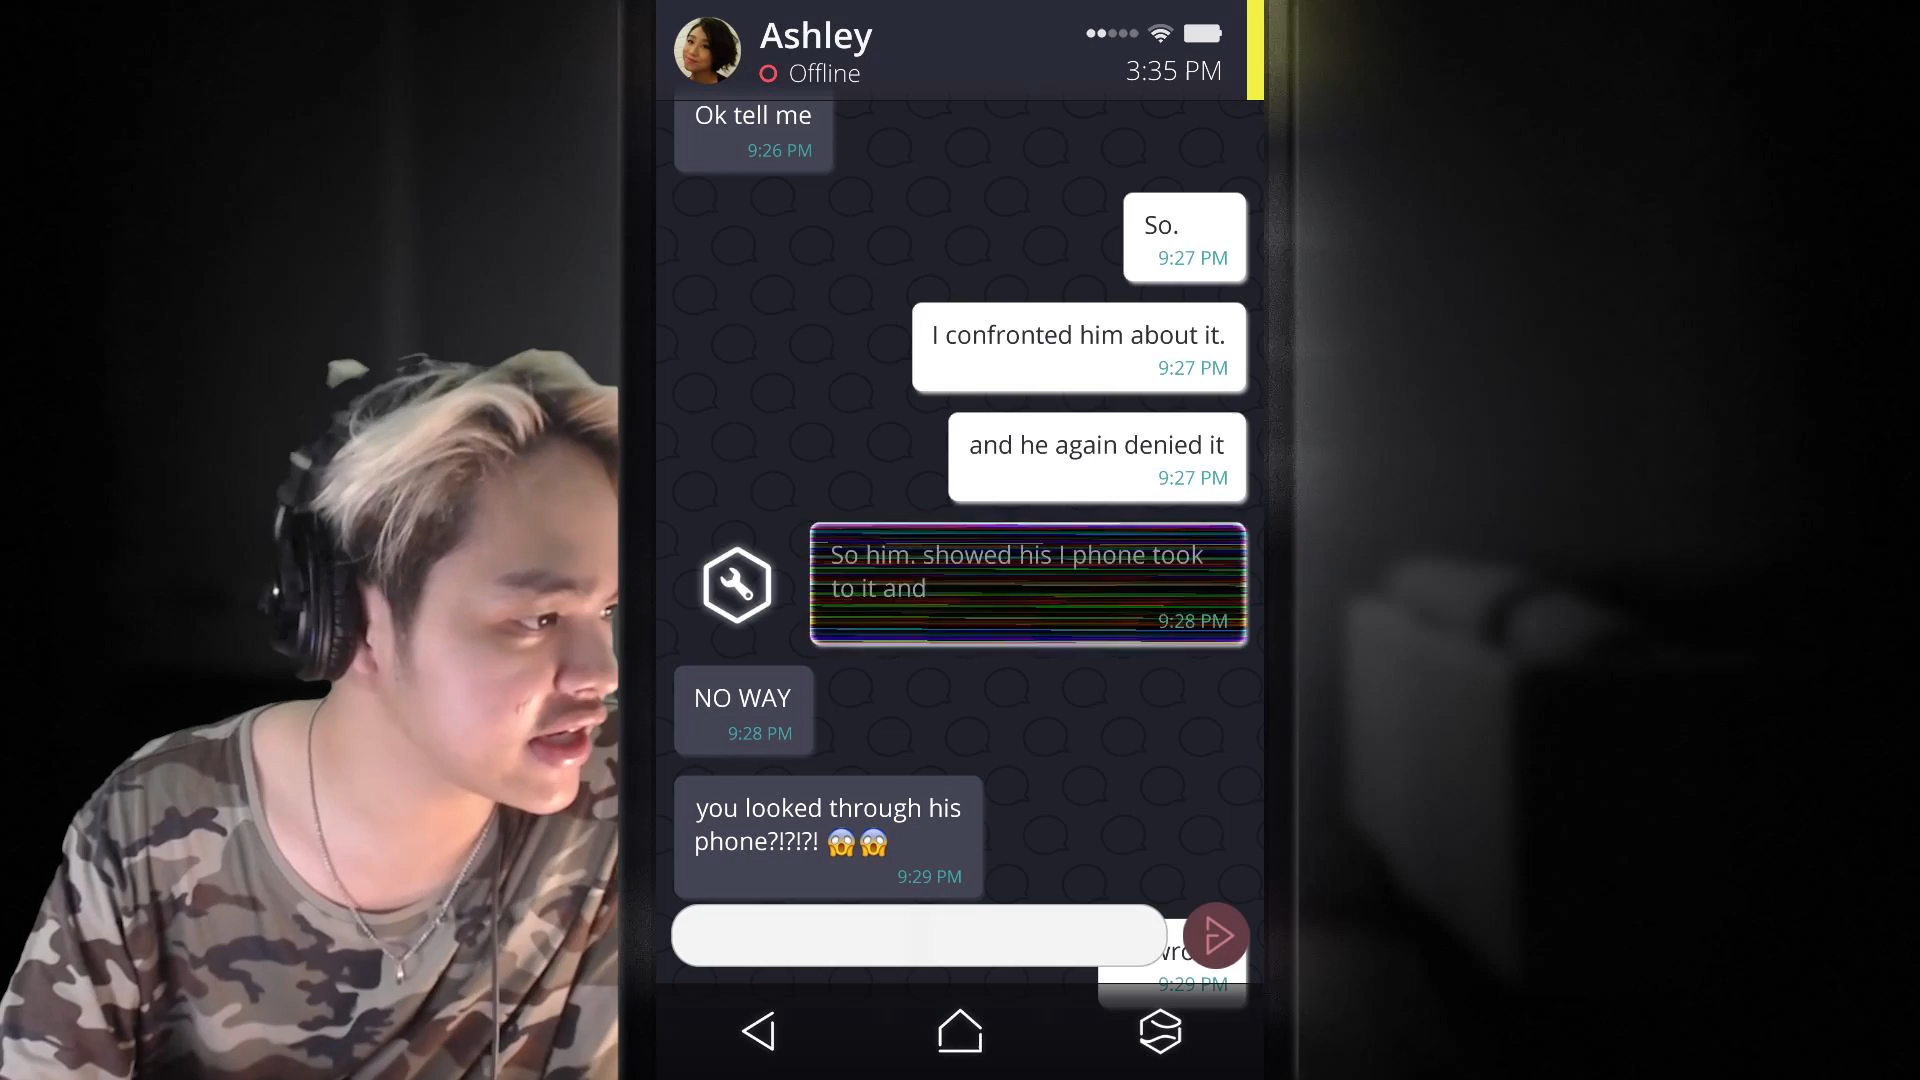 Ashley
Offline
3:35 PM
Ok tell me
9:26 PM
So.
9:27 PM
I confronted him about it.
9:27 PM
and he again denied it
9:27 PM
So him. showed his I phone took
to it and
9:28 PM
NO WAY
9:28 PM
you looked through his
phone?!?!?! 😱😱
9:29 PM
9:29 PM